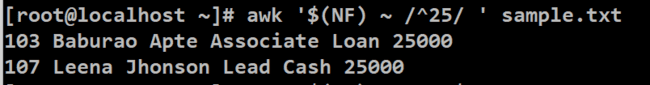 [root@localhost ~]# awk '$(NF) ~ /^25/ ' sample.txt
103 Baburao Apte Associate Loan 25000
107 Leena Jhonson Lead Cash 25000